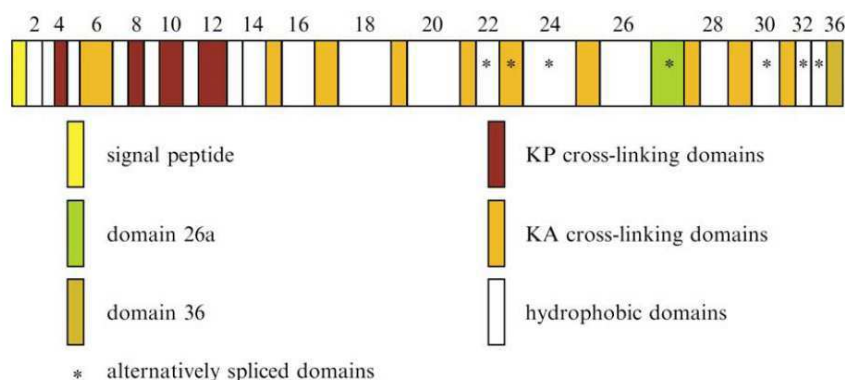 2 4 6 8 10 12 14 16 18 20 22 24 26 28 30 32 36
* * * * * * *
signal peptide KP cross-linking domains
domain 26a KA cross-linking domains
domain 36 hydrophobic domains
* alternatively spliced domains